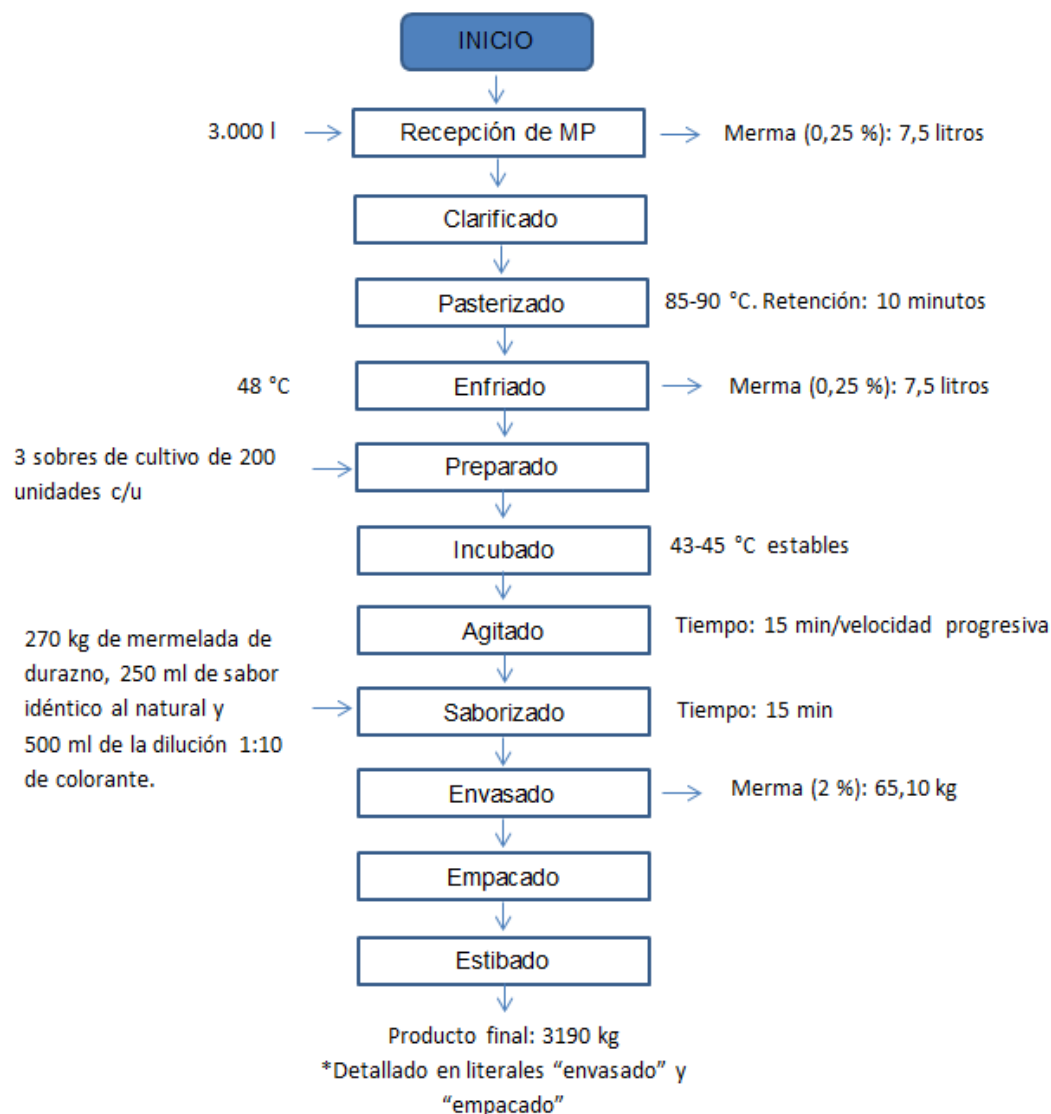 INICIO
3.000 l
Recepción de MP
Merma (0,25 %): 7,5 litros
Clarificado
Pasterizado
85-90 °C. Retención: 10 minutos
48 °C
Enfriado
Merma (0,25 %): 7,5 litros
3 sobres de cultivo de 200
unidades c/u
Preparado
Incubado
43-45 °C estables
Agitado
Tiempo: 15 min/velocidad progresiva
270 kg de mermelada de
durazno, 250 ml de sabor
idéntico al natural y
500 ml de la dilución 1:10
de colorante.
Saborizado
Tiempo: 15 min
Envasado
Merma (2 %): 65,10 kg
Empacado
Estibado
Producto final: 3190 kg
*Detallado en literales “envasado” y
“empacado”